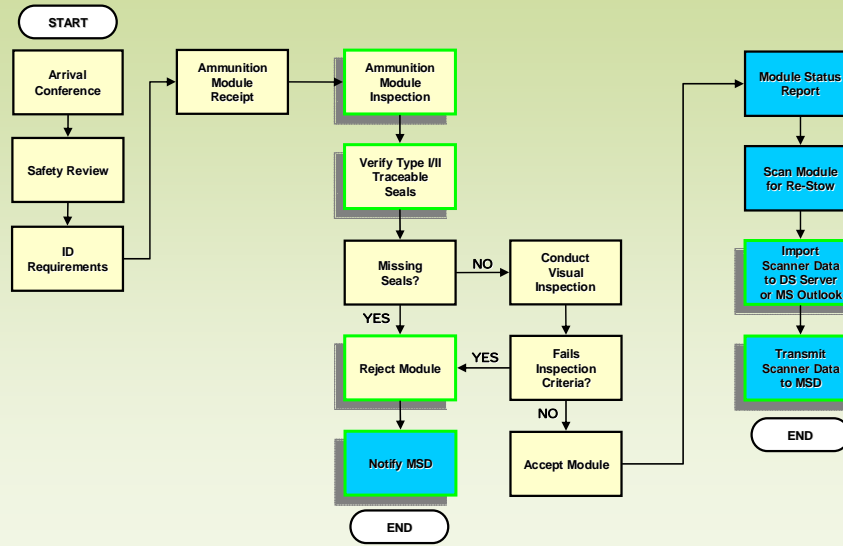 START
Arrival
Conference
Safety Review
ID
Requirements
Ammunition
Module
Receipt
Ammunition
Module
Inspection
Verify Type I/II
Traceable
Seals
Missing
Seals?
NO
YES
Conduct
Visual
Inspection
Fails
Inspection
Criteria?
YES
NO
Reject Module
Notify MSD
END
Accept Module
Module Status
Report
Scan Module
for Re-Stow
Import
Scanner Data
to DS Server
or MS Outlook
Transmit
Scanner Data
to MSD
END